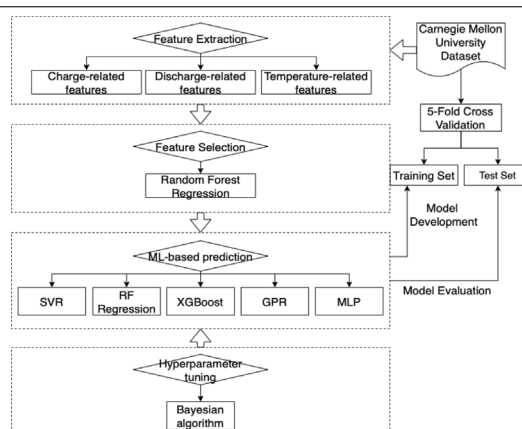 Feature Extraction
Charge-related
features
Discharge-related
features
Temperature-related
features
Carnegie Mellon
University
Dataset
5-Fold Cross
Validation
Training Set
Test Set
Feature Selection
Random Forest
Regression
Model
Development
ML-based prediction
SVR
RF
Regression
XGBoost
GPR
MLP
Model Evaluation
Hyperparameter
tuning
Bayesian
algorithm